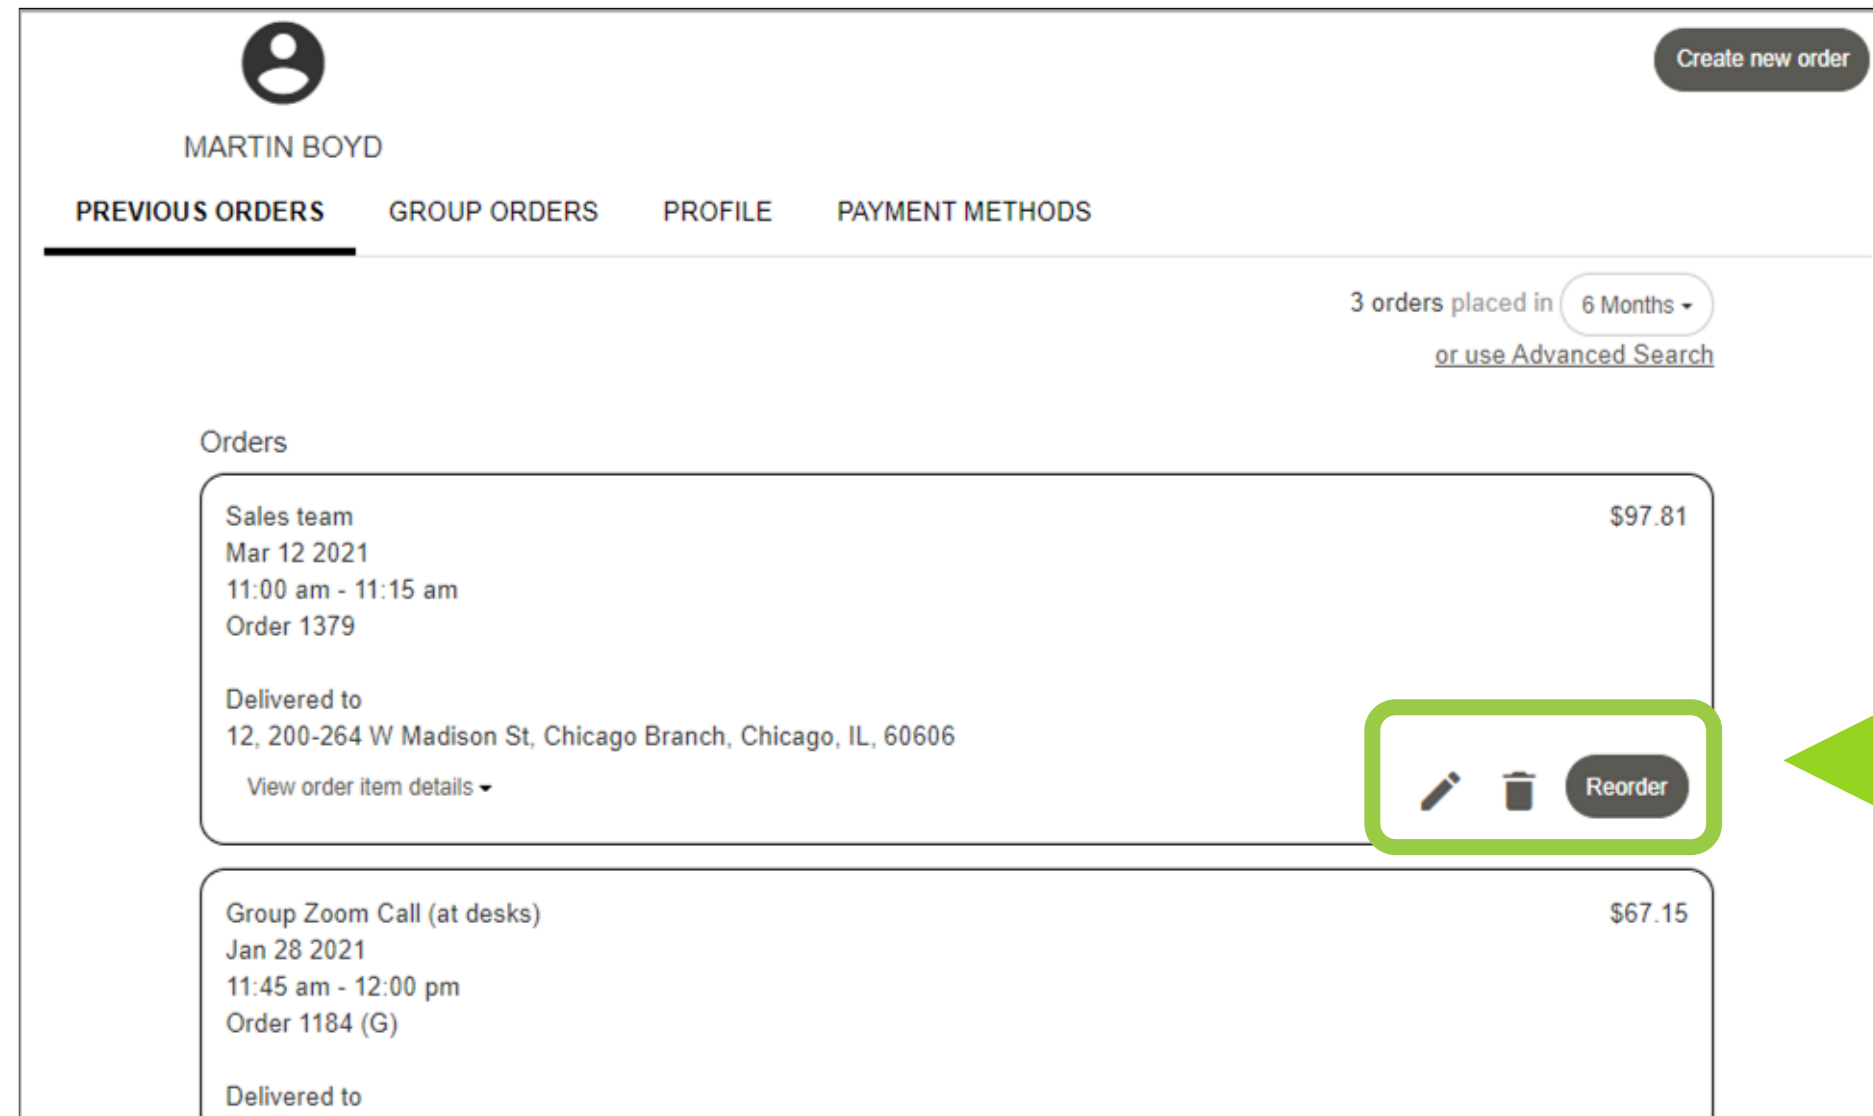 Create new order
MARTIN BOYD
PREVIOUS ORDERS GROUP ORDERS PROFILE PAYMENT METHODS
3 orders placed in 6 Months
or use Advanced Search
Orders
Sales team $97.81
Mar 12 2021
11:00 am - 11:15 am
Order 1379
Delivered to
12, 200-264 W Madison St, Chicago Branch, Chicago, IL, 60606
View order item details
Reorder
Group Zoom Call (at desks) $67.15
Jan 28 2021
11:45 am - 12:00 pm
Order 1184 (G)
Delivered to